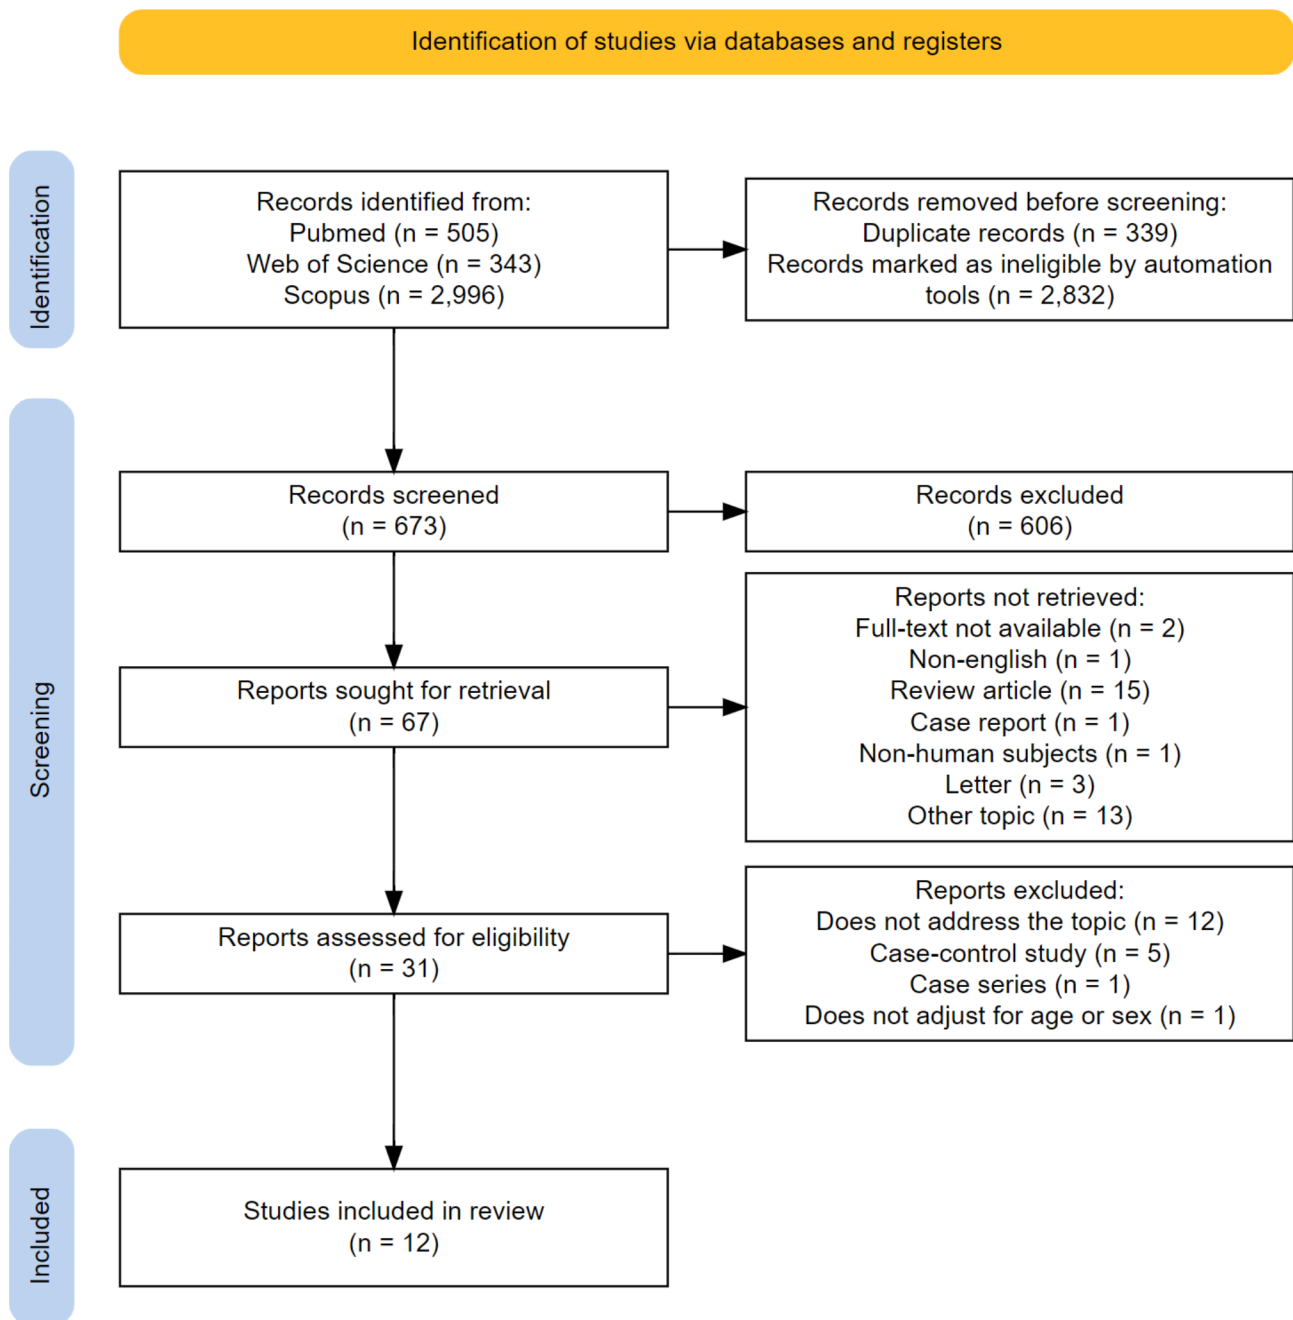 Identification of studies via databases and registers
Identification
Records identified from:
Pubmed (n = 505)
Web of Science (n = 343)
Scopus (n = 2,996)
Records removed before screening:
Duplicate records (n = 339)
Records marked as ineligible by automation
tools (n = 2,832)
Screening
Records screened
(n = 673)
Records excluded
(n = 606)
Reports sought for retrieval
(n = 67)
Reports not retrieved:
Full-text not available (n = 2)
Non-english (n = 1)
Review article (n = 15)
Case report (n = 1)
Non-human subjects (n = 1)
Letter (n = 3)
Other topic (n = 13)
Reports assessed for eligibility
(n = 31)
Reports excluded:
Does not address the topic (n = 12)
Case-control study (n = 5)
Case series (n = 1)
Does not adjust for age or sex (n = 1)
Included
Studies included in review
(n = 12)